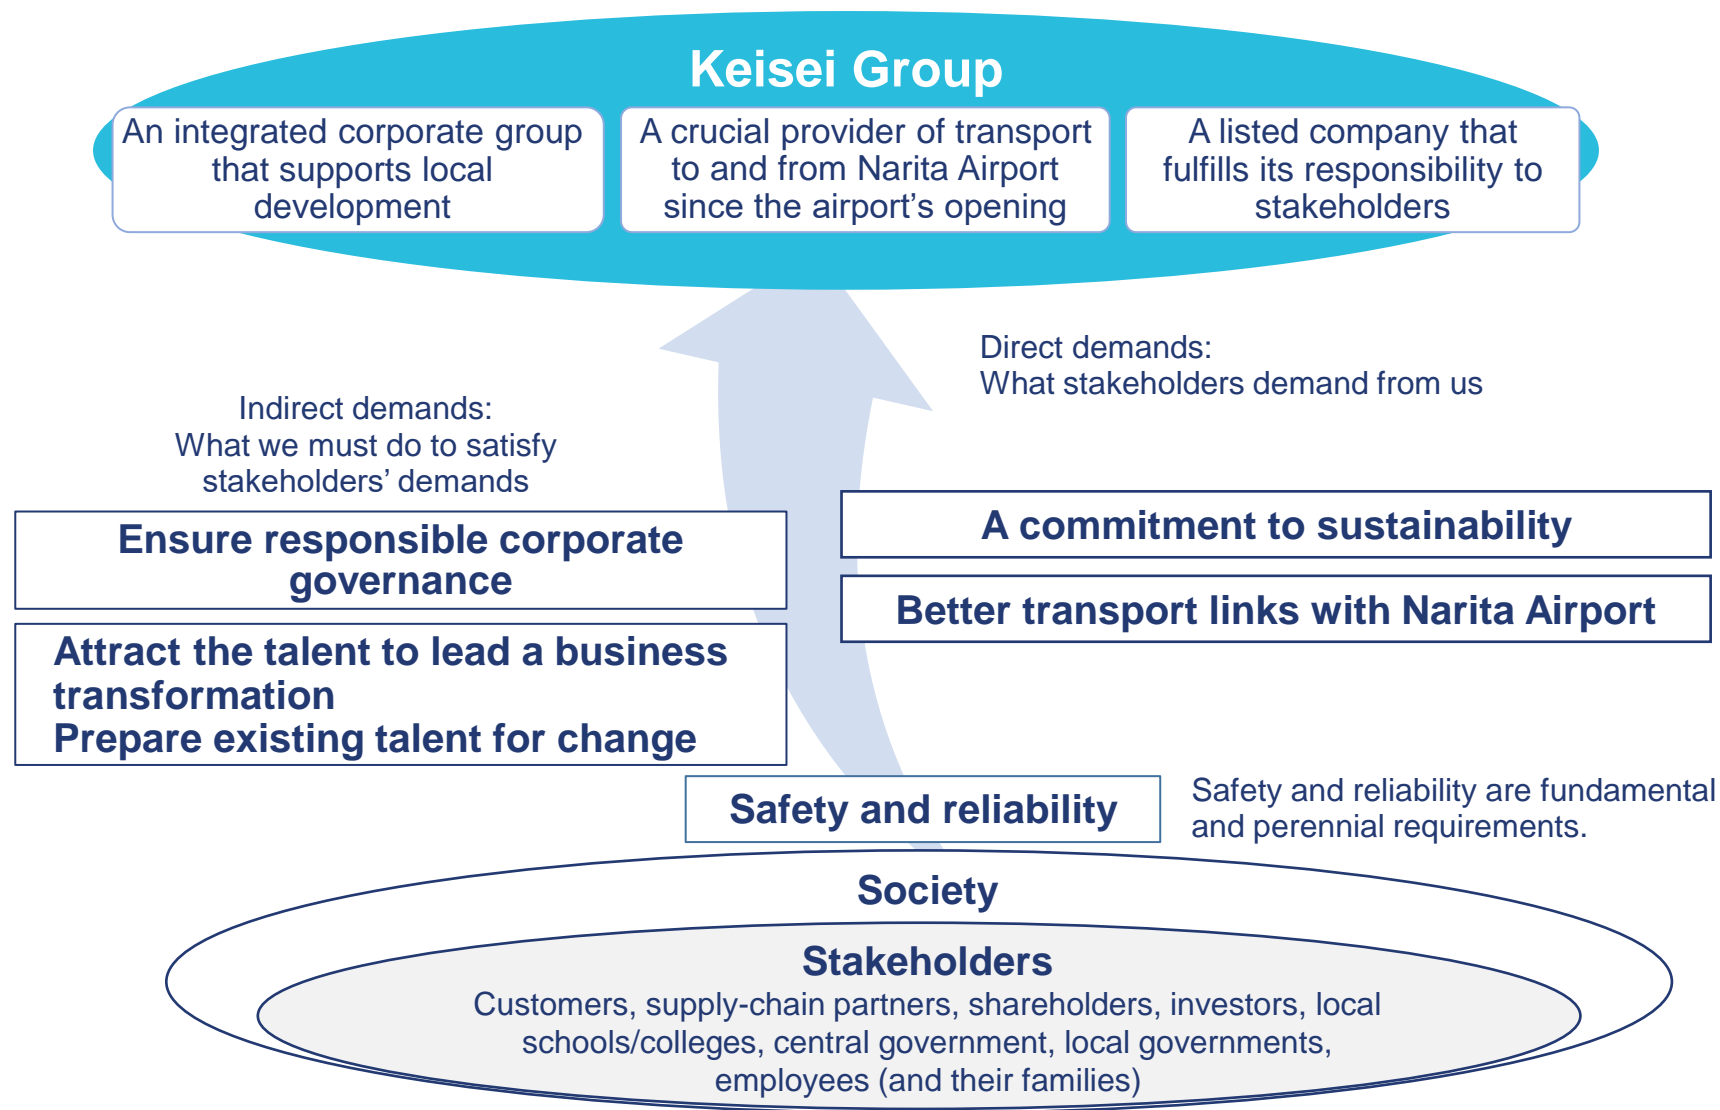 Keisei Group
An integrated corporate group
that supports local
development
A crucial provider of transport
to and from Narita Airport
since the airport’s opening
A listed company that
fulfills its responsibility to
stakeholders
Direct demands:
What stakeholders demand from us
Indirect demands:
What we must do to satisfy
stakeholders’ demands
Ensure responsible corporate
governance
Attract the talent to lead a business
transformation
Prepare existing talent for change
A commitment to sustainability
Better transport links with Narita Airport
Safety and reliability
Safety and reliability are fundamental
and perennial requirements.
Society
Stakeholders
Customers, supply-chain partners, shareholders, investors, local
schools/colleges, central government, local governments,
employees (and their families)